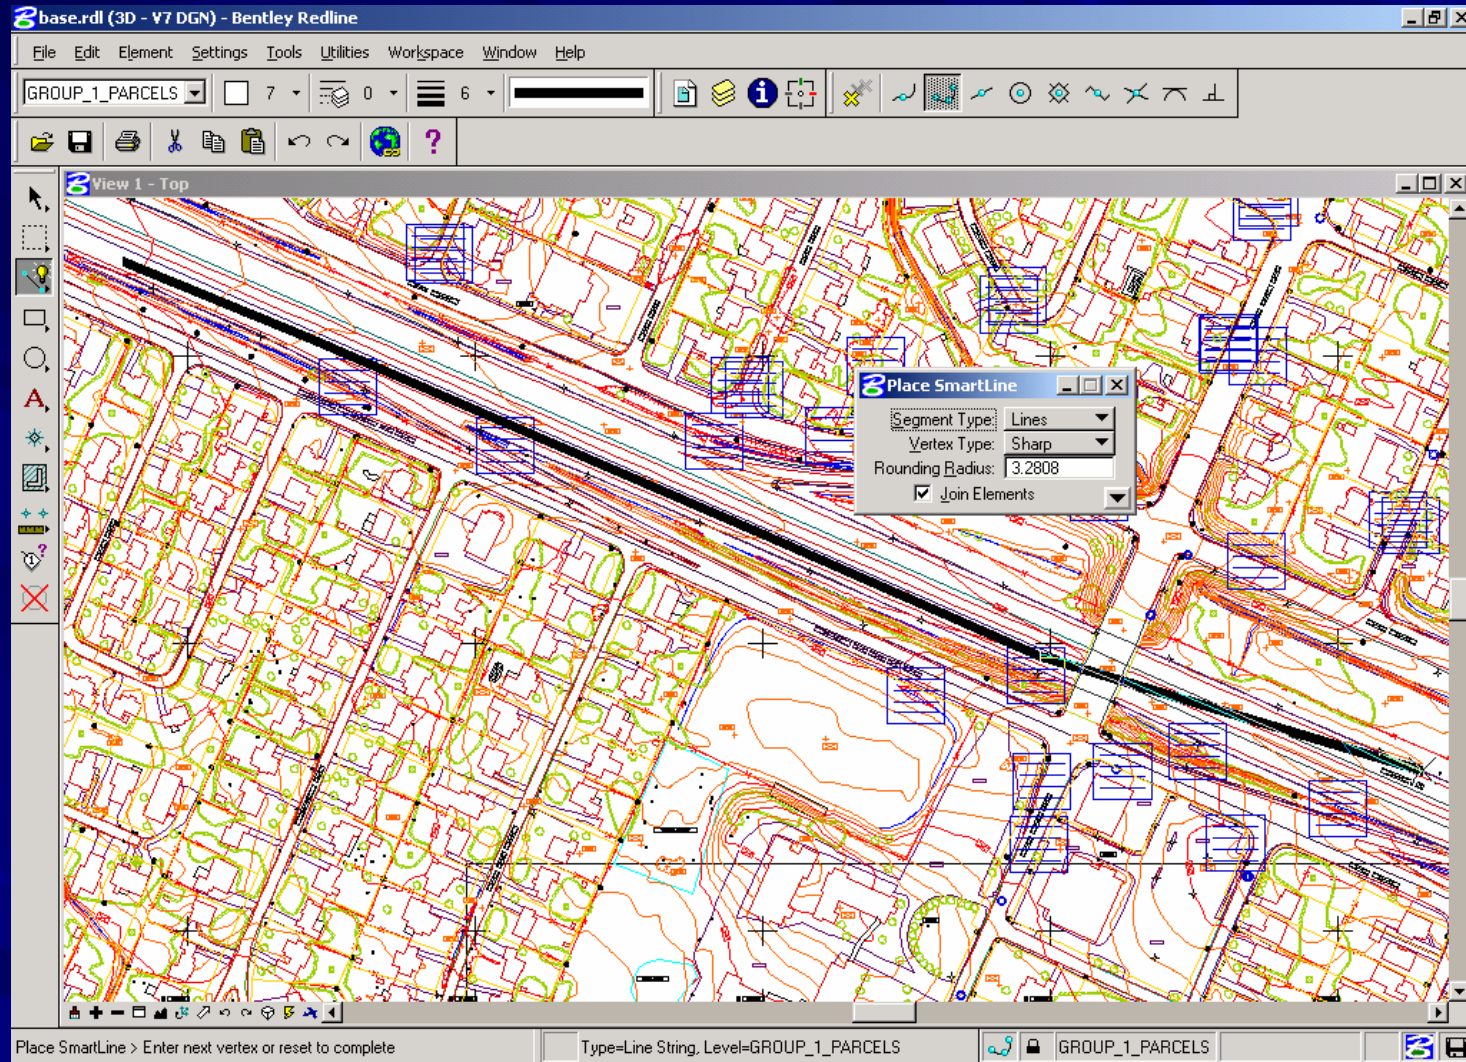 base.rdl (3D - V7 DGN) - Bentley Redline
File Edit Element Settings Tools Utilities Workspace Window Help
GROUP_1_PARCELS 7 0 6
View 1 - Top
Place SmartLine
Segment Type: Lines
Vertex Type: Sharp
Rounding Radius: 3.2808
Join Elements
Place SmartLine > Enter next vertex or reset to complete Type=Line String, Level=GROUP_1_PARCELS GROUP_1_PARCELS